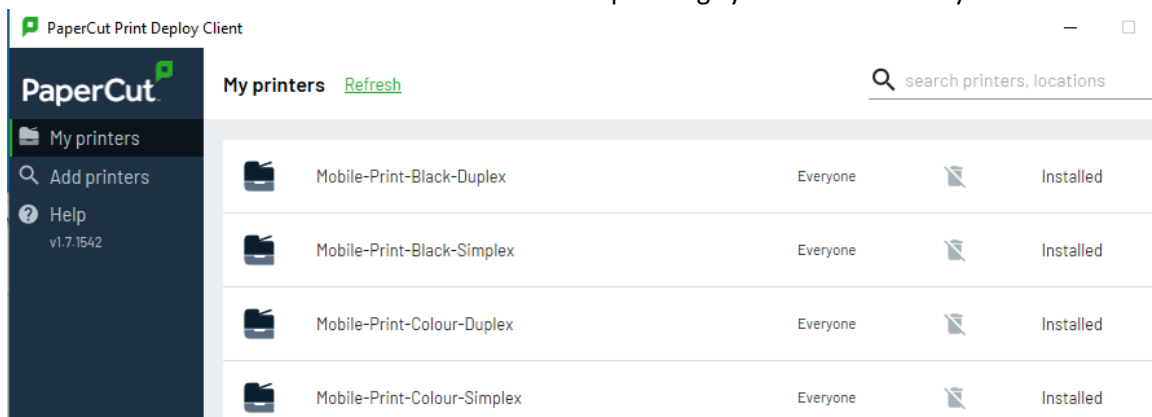 PaperCut Print Deploy Client
PaperCut
My printers Refresh search printers, locations
My printers
Add printers
Help
v1.7.1542
Mobile-Print-Black-Duplex Everyone Installed
Mobile-Print-Black-Simplex Everyone Installed
Mobile-Print-Colour-Duplex Everyone Installed
Mobile-Print-Colour-Simplex Everyone Installed